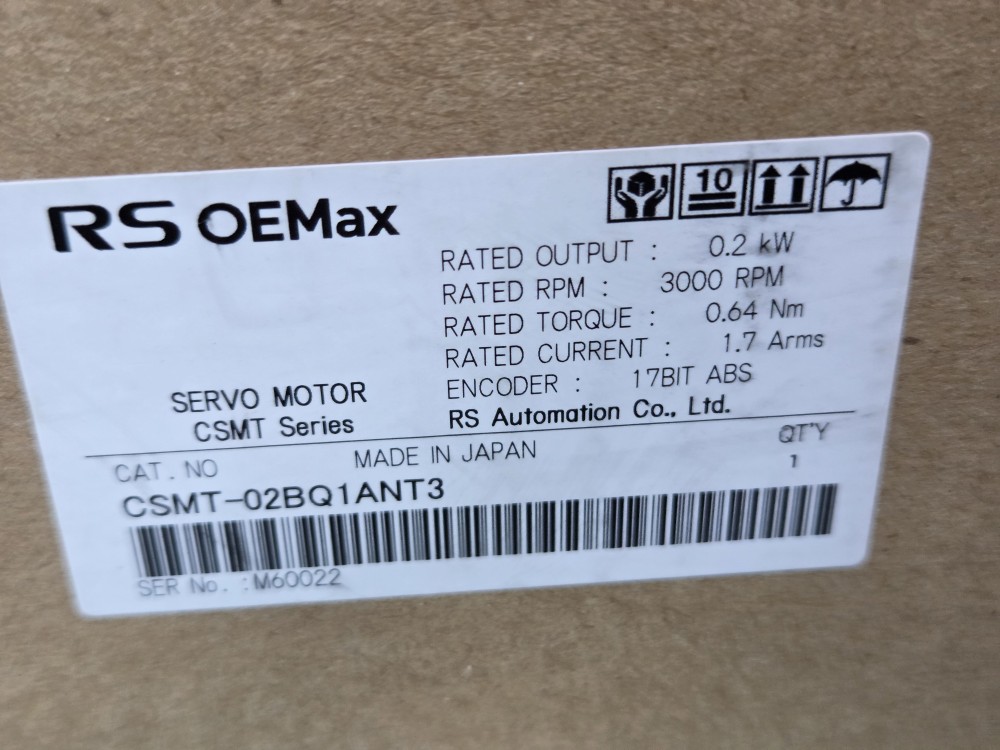 RS OEMax
10
RATED OUTPUT : 0.2 kW
RATED RPM : 3000 RPM
RATED TORQUE : 0.64 Nm
RATED CURRENT : 1.7 Arms
ENCODER : 17BIT ABS
RS Automation Co., Ltd.
SERVO MOTOR
CSMT Series
CAT. NO
MADE IN JAPAN
QT'Y
1
CSMT-02BQ1ANT3
SER No. :M60022